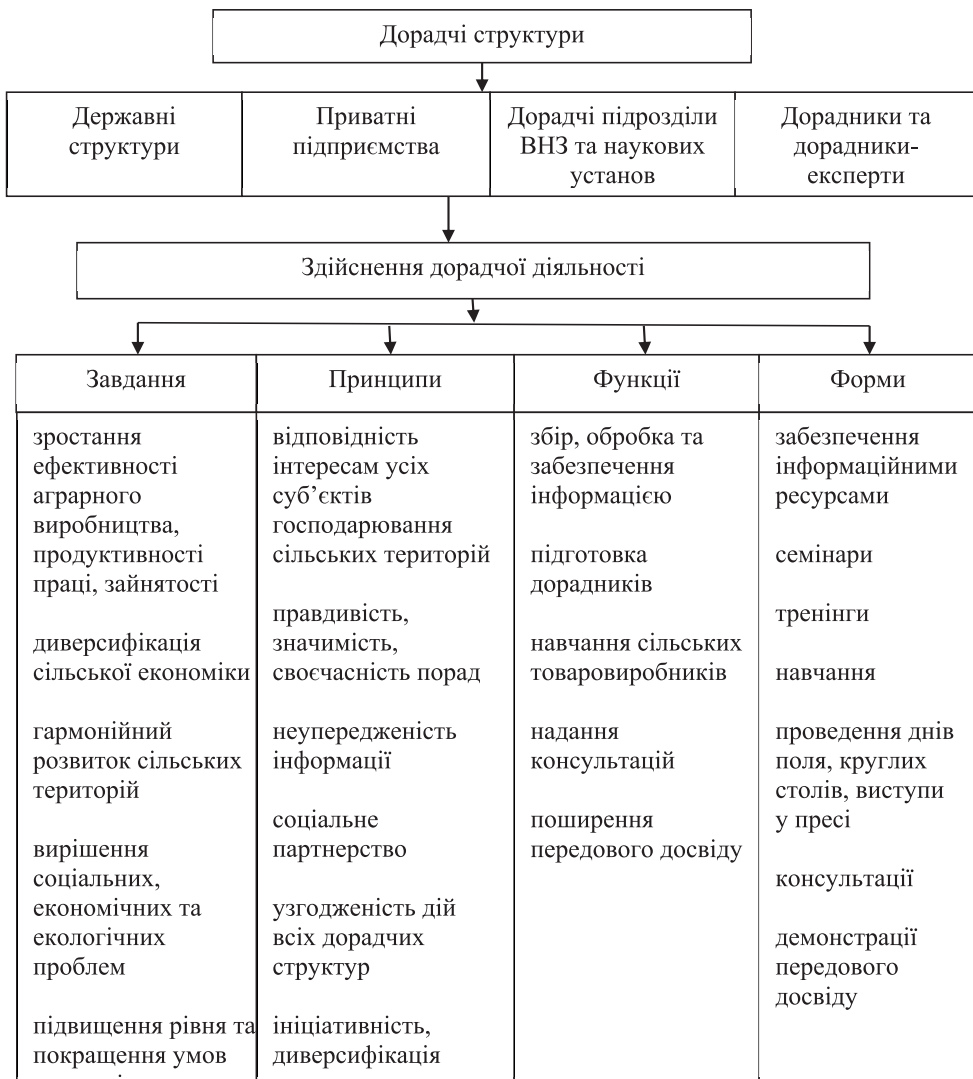 Дорадчі структури
Державні
структури
Приватні
підприємства
Дорадчі підрозділи
ВНЗ та наукових
установ
Дорадники та
дорадники-
експерти
Здійснення дорадчої діяльності
Завдання
Принципи
Функції
Форми
зростання
ефективності
аграрного
виробництва,
продуктивності
праці, зайнятості
диверсифікація
сільської економіки
гармонійний
розвиток сільських
територій
вирішення
соціальних,
економічних та
екологічних
проблем
підвищення рівня та
покращення умов
відповідність
інтересам усіх
суб’єктів
господарювання
сільських територій
правдивість,
значимість,
своєчасність порад
неупередженість
інформації
соціальне
партнерство
узгодженість дій
всіх дорадчих
структур
ініціативність,
диверсифікація
збір, обробка та
забезпечення
інформацією
підготовка
дорадників
навчання сільських
товаровиробників
надання
консультацій
поширення
передового досвіду
забезпечення
інформаційними
ресурсами
семінари
тренінги
навчання
проведення днів
поля, круглих
столів, виступи
у пресі
консультації
демонстрації
передового
досвіду